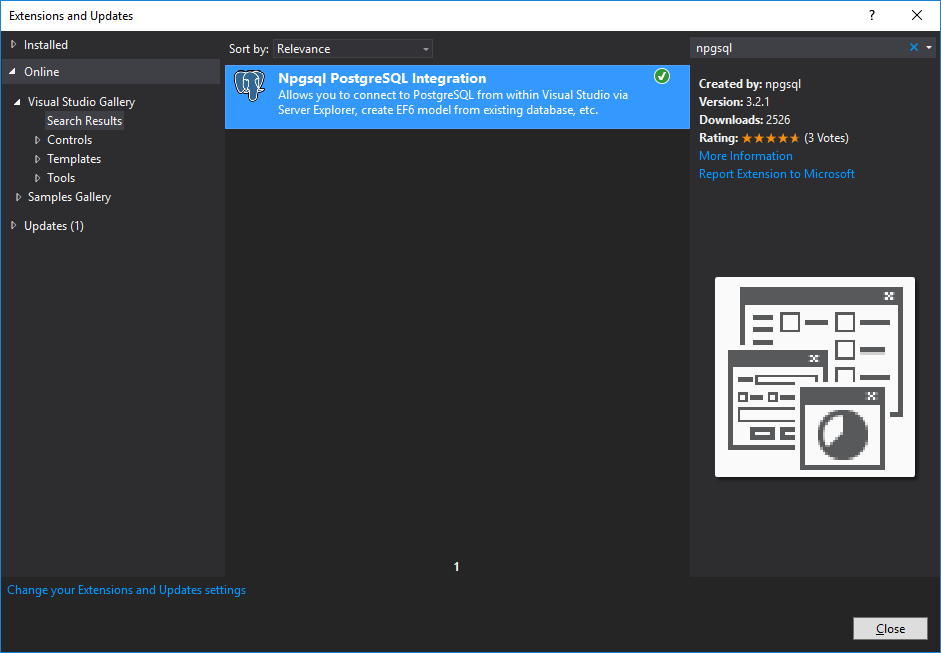 Extensions and Updates
?
Installed
Online
Visual Studio Gallery
Search Results
Controls
Templates
Tools
Samples Gallery
Updates (1)
Sort by: Relevance
Npgsql PostgreSQL Integration
Allows you to connect to PostgreSQL from within Visual Studio via
Server Explorer, create EF6 model from existing database, etc.
1
npgsql
Created by: npgsql
Version: 3.2.1
Downloads: 2526
Rating: (3 Votes)
More Information
Report Extension to Microsoft
Change your Extensions and Updates settings
Close